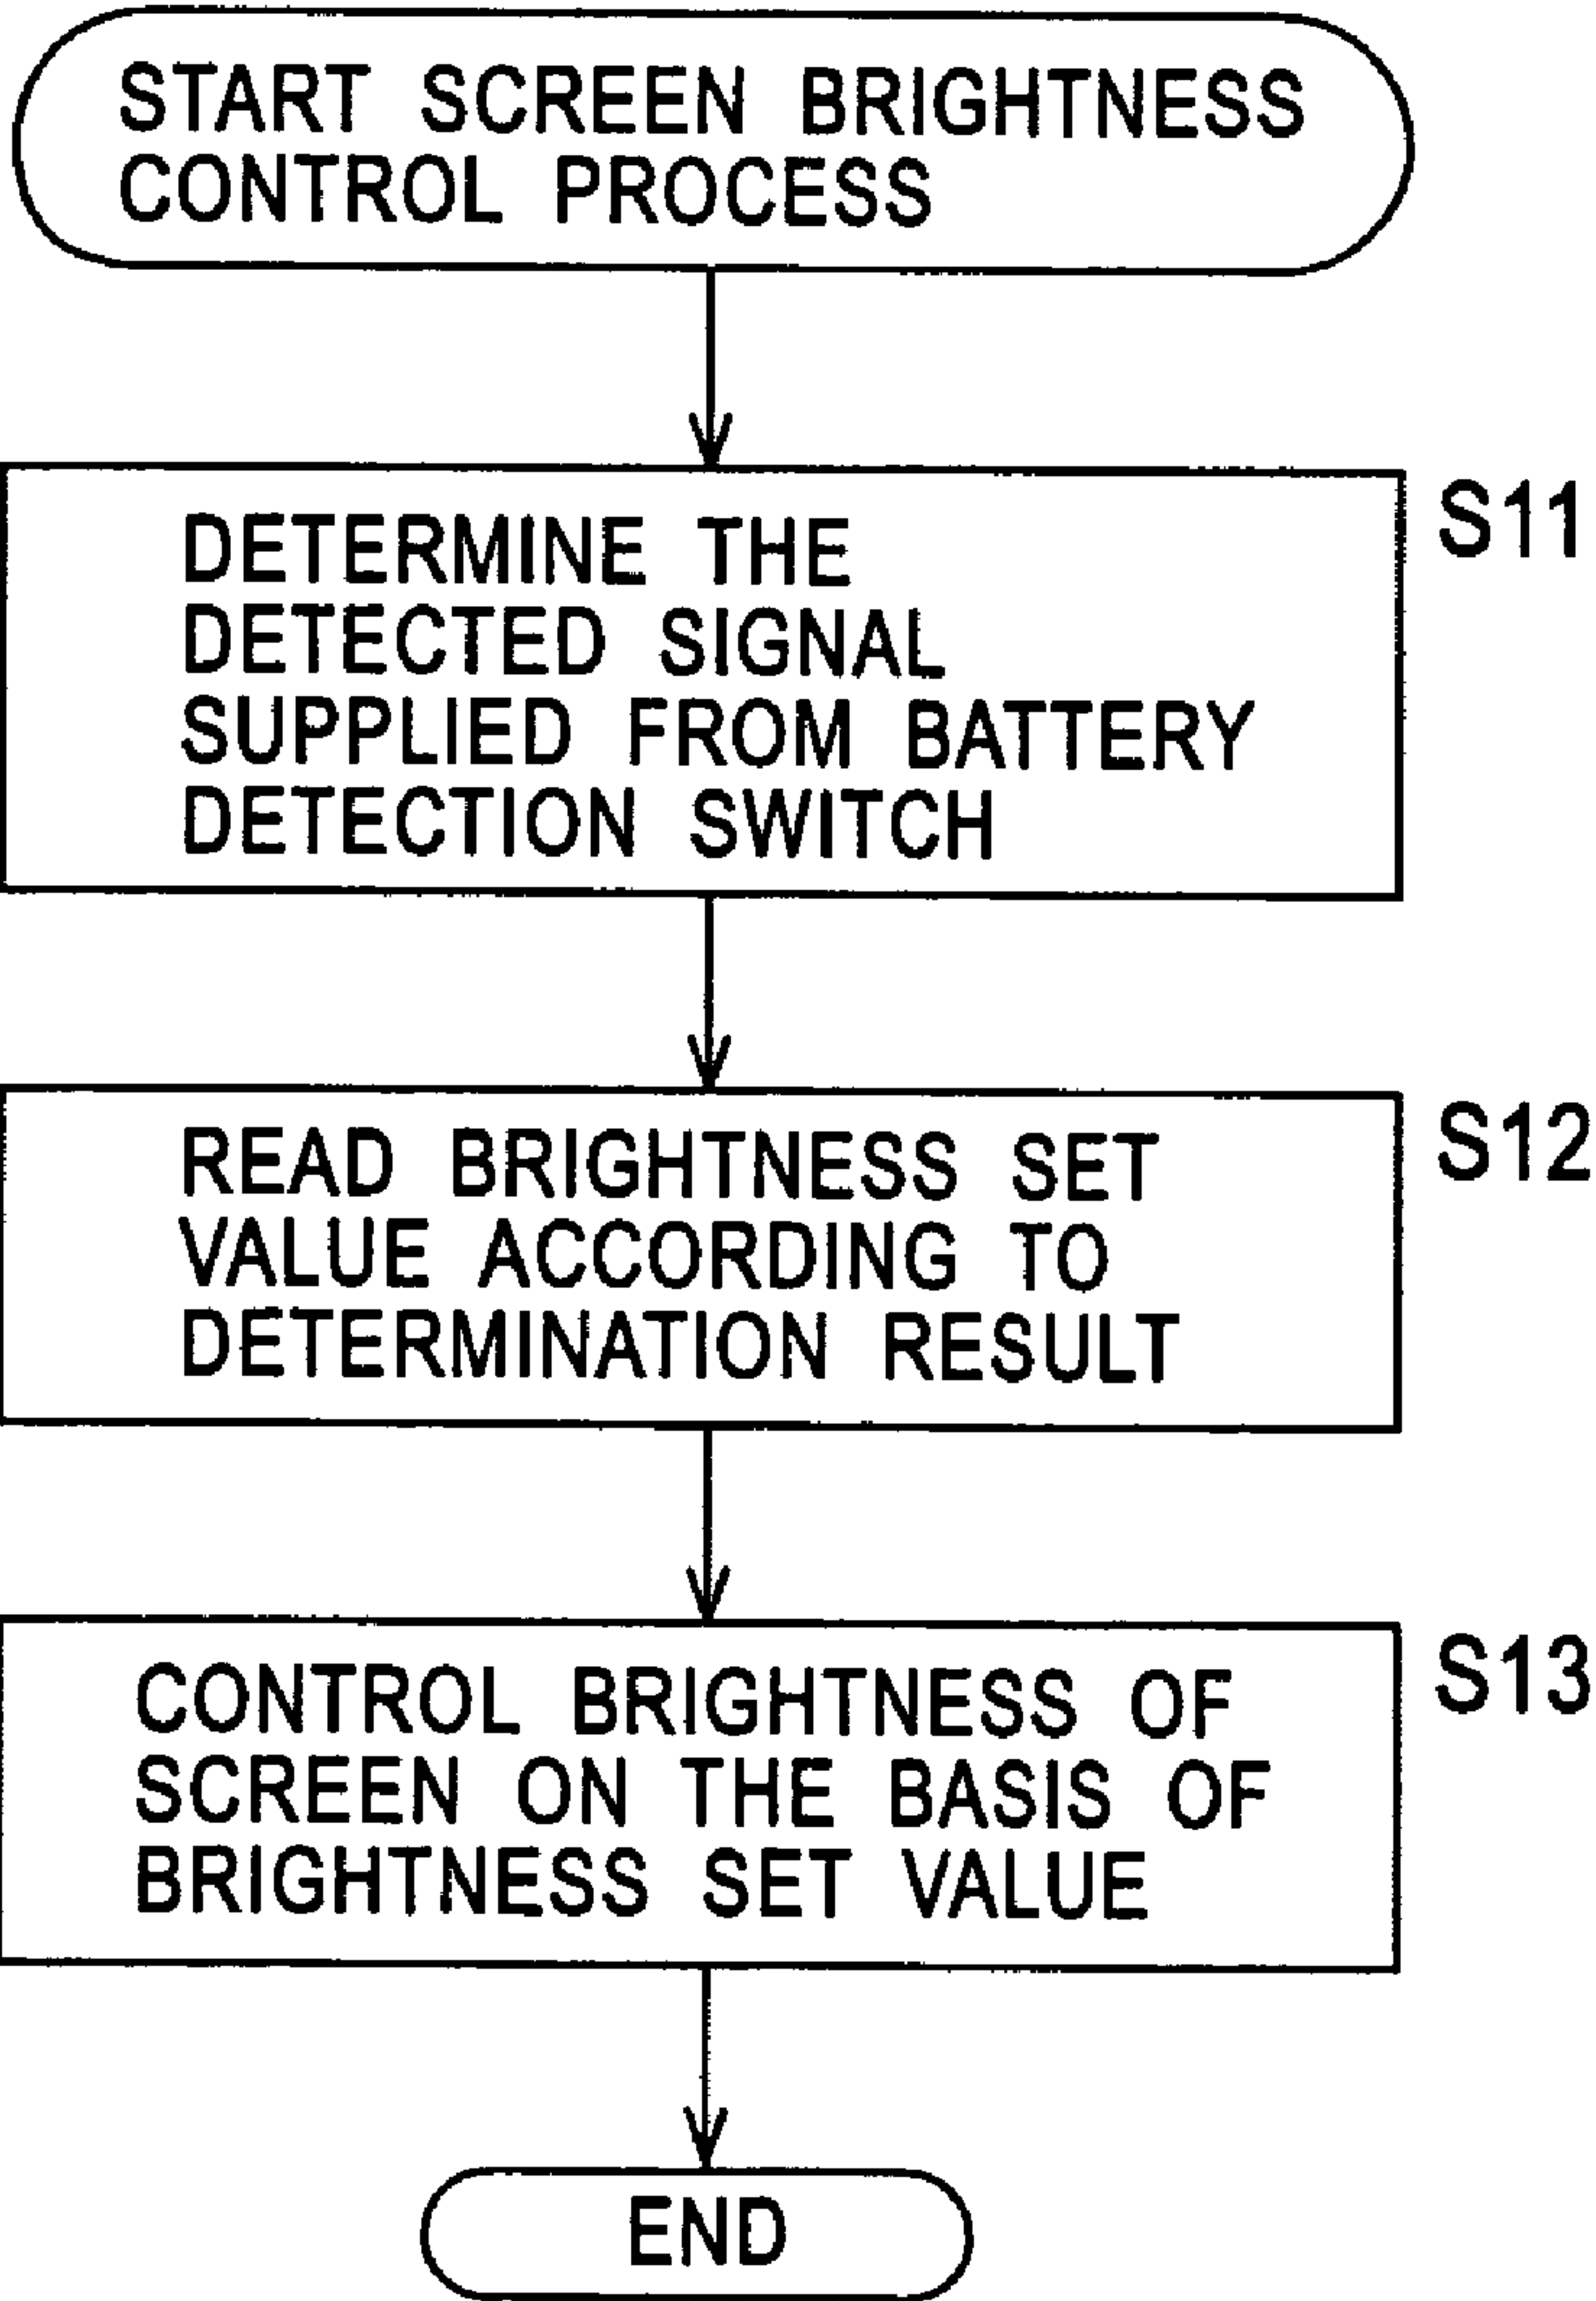 START SCREEN BRIGHTNESS
CONTROL PROCESS
S11
DETERMINE THE
DETECTED SIGNAL
SUPPLIED FROM BATTERY
DETECTION SWITCH
S12
READ BRIGHTNESS SET
VALUE ACCORDING TO
DETERMINATION RESULT
S13
CONTROL BRIGHTNESS OF
SCREEN ON THE BASIS OF
BRIGHTNESS SET VALUE
END